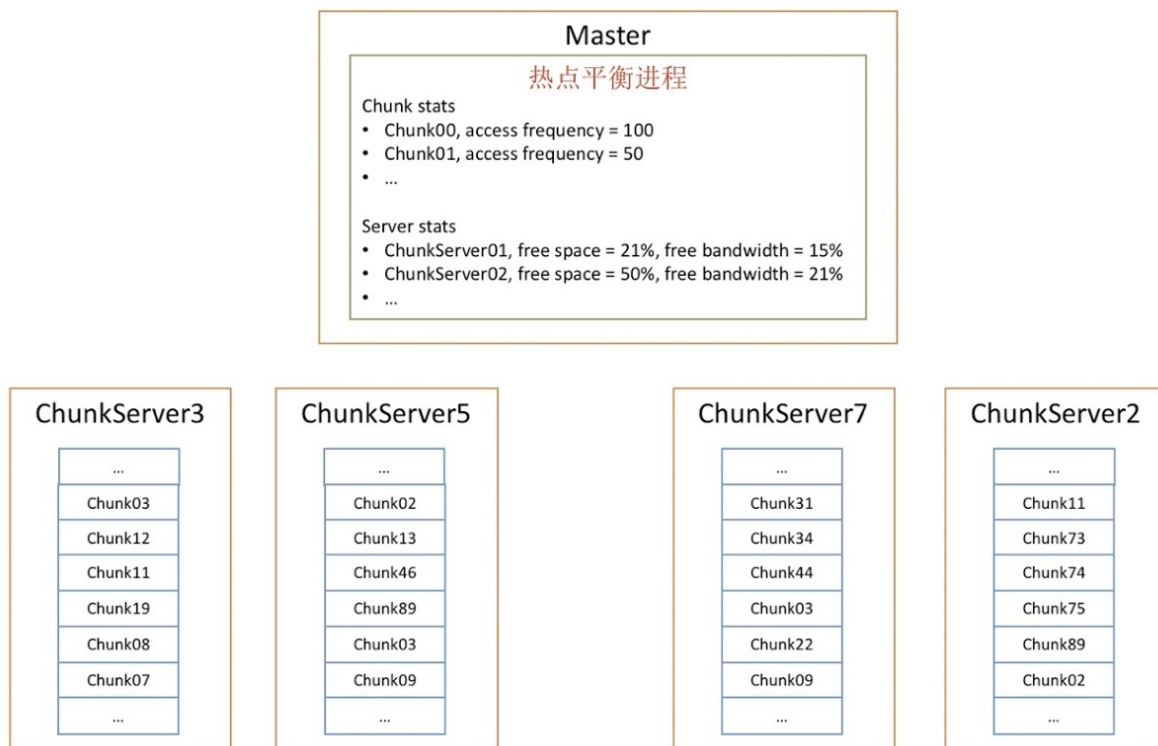 Master
热点平衡进程
Chunk stats
• Chunk00, access frequency = 100
• Chunk01, access frequency = 50
• ...
Server stats
• ChunkServer01, free space = 21%, free bandwidth = 15%
• ChunkServer02, free space = 50%, free bandwidth = 21%
• ...
ChunkServer3
...
Chunk03
Chunk12
Chunk11
Chunk19
Chunk08
Chunk07
...
ChunkServer5
...
Chunk02
Chunk13
Chunk46
Chunk89
Chunk03
Chunk09
...
ChunkServer7
...
Chunk31
Chunk34
Chunk44
Chunk03
Chunk22
Chunk09
...
ChunkServer2
...
Chunk11
Chunk73
Chunk74
Chunk75
Chunk89
Chunk02
...